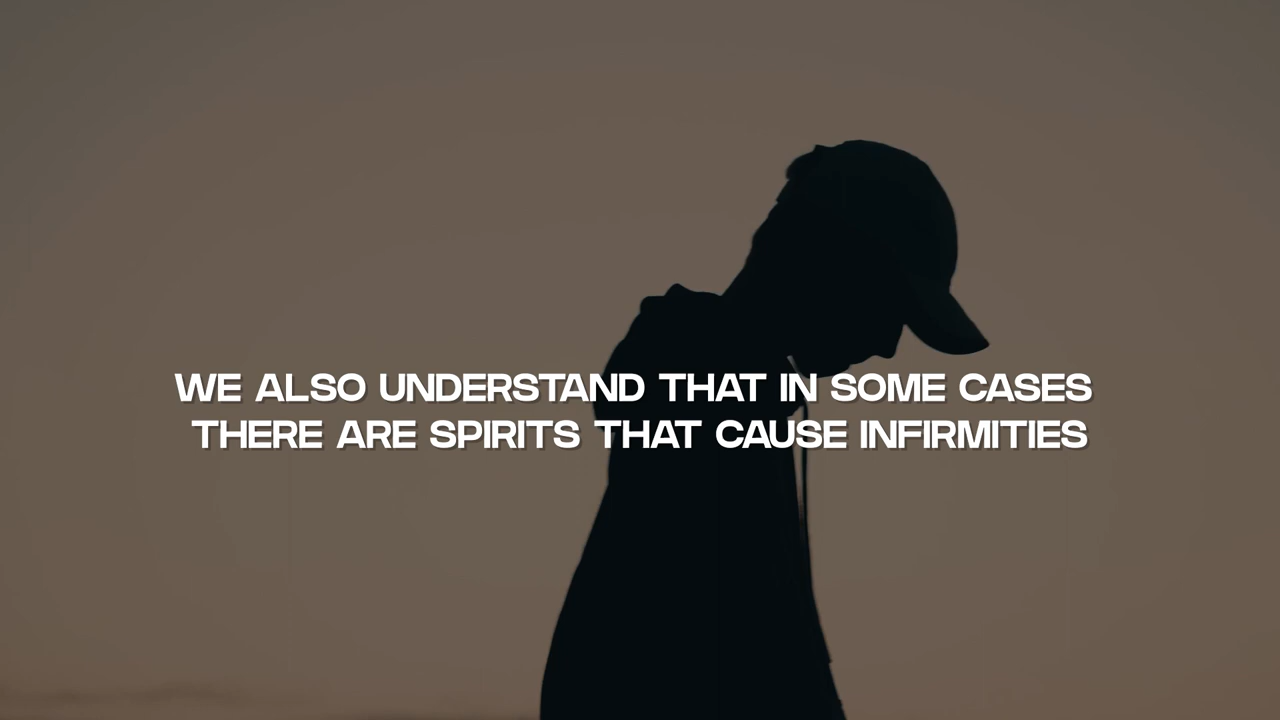 WE ALSO UNDERSTAND THAT IN SOME CASES
THERE ARE SPIRITS THAT CAUSE INFIRMITIES